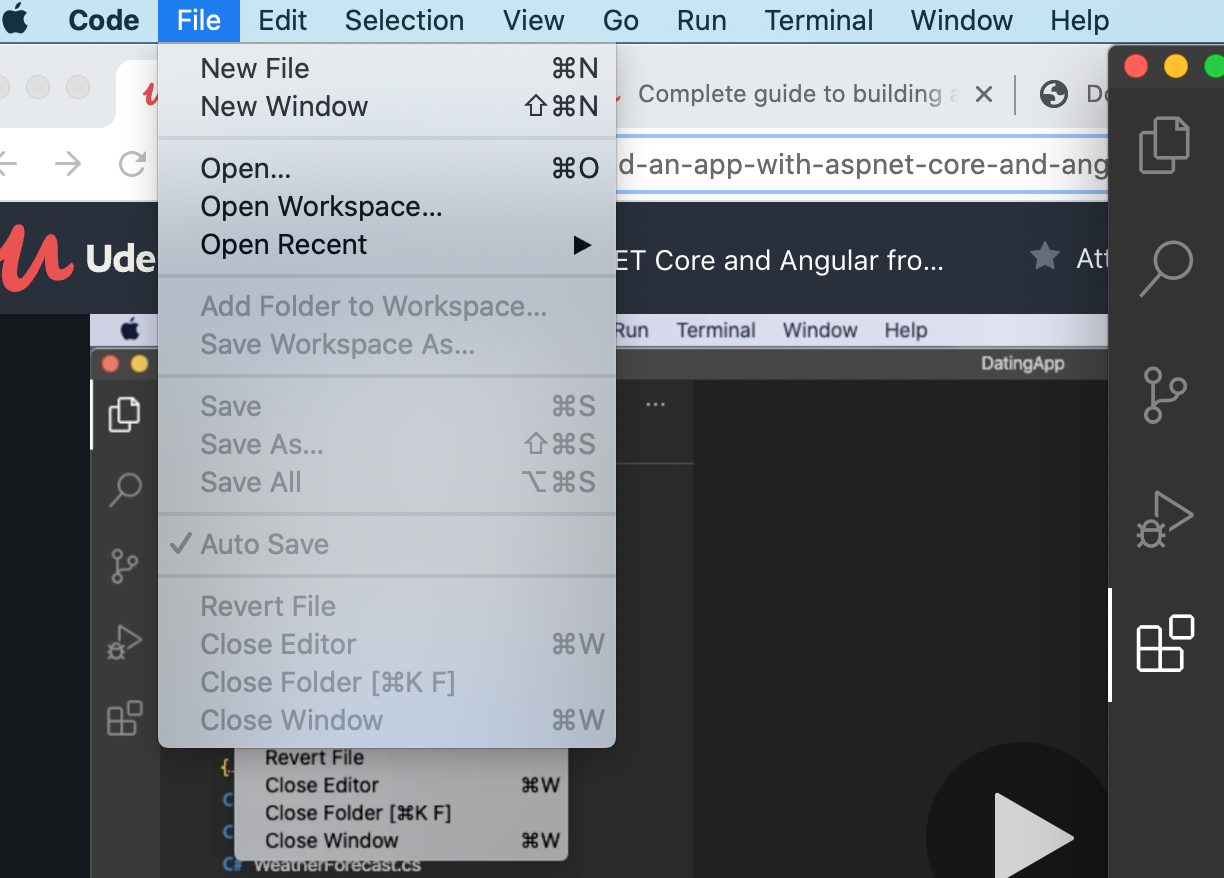 Code File Edit Selection View Go Run Terminal Window Help
New File ⌘N
New Window ⇧⌘N
Open... ⌘O
Open Workspace...
Open Recent ▶
Add Folder to Workspace...
Save Workspace As...
Save ⌘S
Save As... ⇧⌘S
Save All ⌥⌘S
✓ Auto Save
Revert File
Close Editor ⌘W
Close Folder [⌘K F]
Close Window ⌘W
Complete guide to building
d-an-app-with-aspnet-core-and-ang
Ude
ET Core and Angular fro...
Att
Run Terminal Window Help
DatingApp
...
Revert File
Close Editor ⌘W
Close Folder [⌘K F]
Close Window ⌘W
C# WeatherForecast.cs